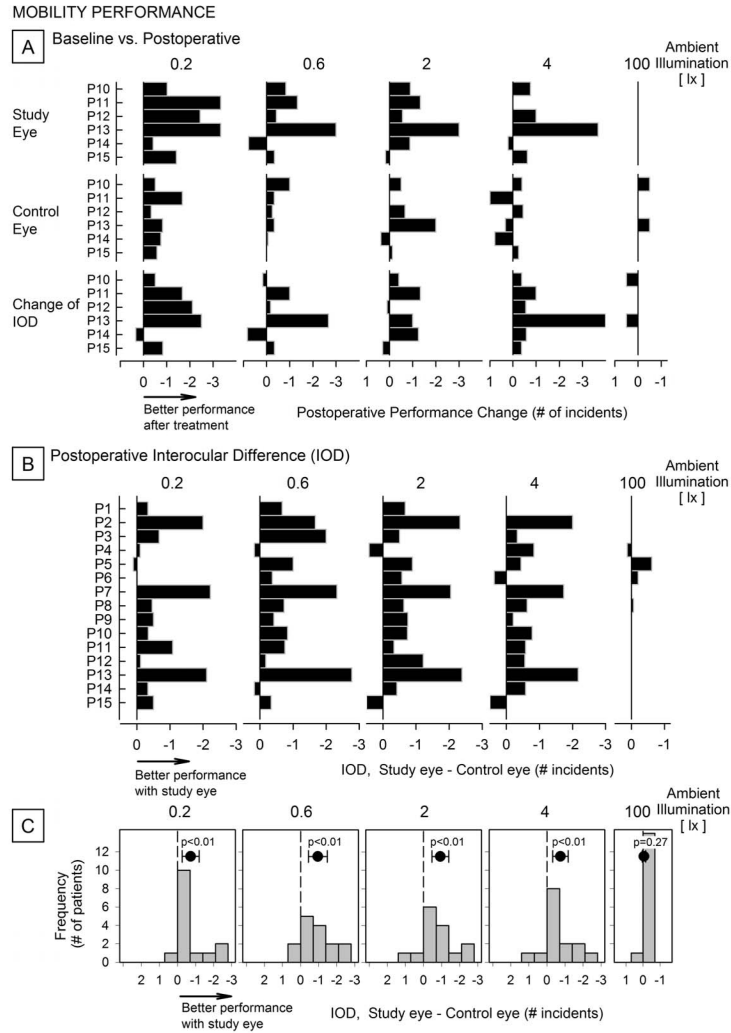 MOBILITY PERFORMANCE
A Baseline vs. Postoperative
0.2 0.6 2 4 100 Ambient Illumination [ lx ]
Study Eye
P10
P11
P12
P13
P14
P15
Control Eye
P10
P11
P12
P13
P14
P15
Change of IOD
P10
P11
P12
P13
P14
P15
0 -1 -2 -3 0 -1 -2 -3 1 0 -1 -2 -3 1 0 -1 -2 -3 1 0 -1
Better performance after treatment
Postoperative Performance Change (# of incidents)
B Postoperative Interocular Difference (IOD)
0.2 0.6 2 4 100 Ambient Illumination [ lx ]
P1
P2
P3
P4
P5
P6
P7
P8
P9
P10
P11
P12
P13
P14
P15
0 -1 -2 -3 0 -1 -2 -3 0 -1 -2 -3 0 -1 -2 -3 0 -1
Better performance with study eye
IOD, Study eye - Control eye (# incidents)
C
0.2 0.6 2 4 100 Ambient Illumination [ lx ]
p<0.01 p<0.01 p<0.01 p<0.01 p=0.27
Frequency (# of patients)
12
10
8
6
4
2
0
2 1 0 -1 -2 -3 2 1 0 -1 -2 -3 2 1 0 -1 -2 -3 2 1 0 -1 -2 -3 1 0 -1
Better performance with study eye
IOD, Study eye - Control eye (# incidents)